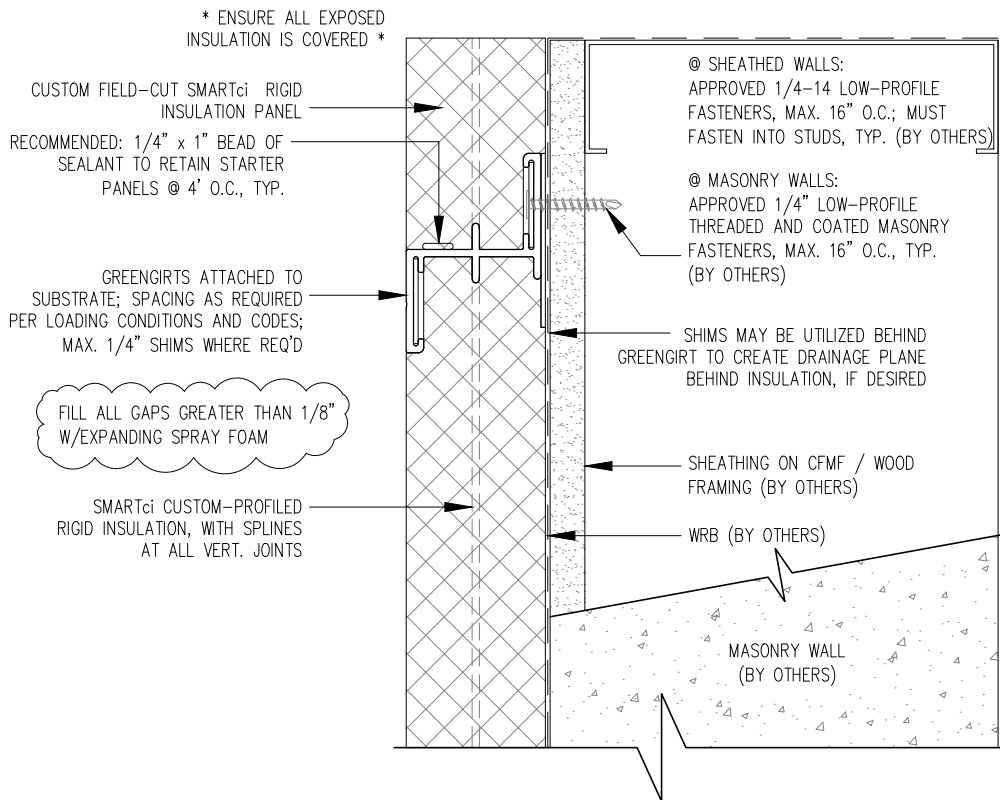 * ENSURE ALL EXPOSED
INSULATION IS COVERED *
CUSTOM FIELD-CUT SMARTci RIGID
INSULATION PANEL
RECOMMENDED: 1/4" x 1" BEAD OF
SEALANT TO RETAIN STARTER
PANELS @ 4' O.C., TYP.
GREENGIRTS ATTACHED TO
SUBSTRATE; SPACING AS REQUIRED
PER LOADING CONDITIONS AND CODES;
MAX. 1/4" SHIMS WHERE REQ'D
FILL ALL GAPS GREATER THAN 1/8"
W/EXPANDING SPRAY FOAM
SMARTci CUSTOM-PROFILED
RIGID INSULATION, WITH SPLINES
AT ALL VERT. JOINTS
@ SHEATHED WALLS:
APPROVED 1/4-14 LOW-PROFILE
FASTENERS, MAX. 16" O.C.; MUST
FASTEN INTO STUDS, TYP. (BY OTHERS)
@ MASONRY WALLS:
APPROVED 1/4" LOW-PROFILE
THREADED AND COATED MASONRY
FASTENERS, MAX. 16" O.C., TYP.
(BY OTHERS)
SHIMS MAY BE UTILIZED BEHIND
GREENGIRT TO CREATE DRAINAGE PLANE
BEHIND INSULATION, IF DESIRED
SHEATHING ON CFMF / WOOD
FRAMING (BY OTHERS)
WRB (BY OTHERS)
MASONRY WALL
(BY OTHERS)